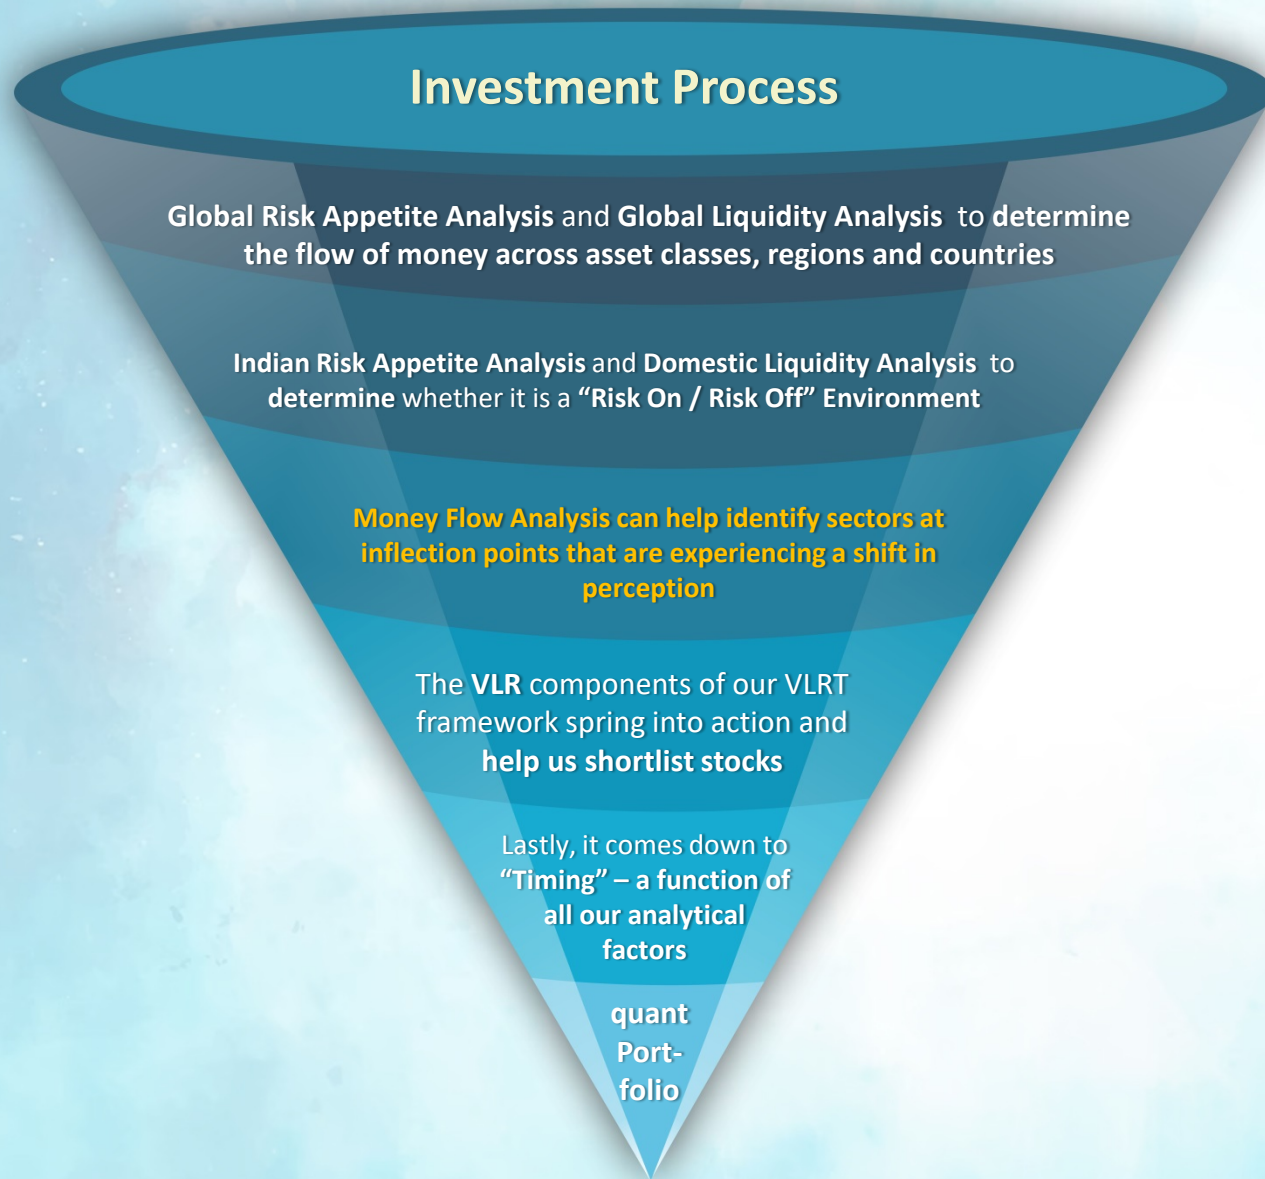 Investment Process
Global Risk Appetite Analysis and Global Liquidity Analysis to determine
the flow of money across asset classes, regions and countries
Indian Risk Appetite Analysis and Domestic Liquidity Analysis to
determine whether it is a “Risk On / Risk Off” Environment
Money Flow Analysis can help identify sectors at
inflection points that are experiencing a shift in
perception
The VLR components of our VLRT
framework spring into action and
help us shortlist stocks
Lastly, it comes down to
“Timing” – a function of
all our analytical
factors
quant
Port-
folio